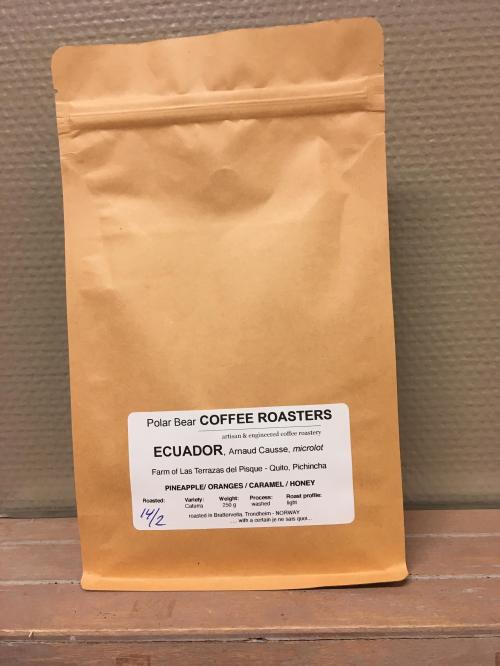 Polar Bear COFFEE ROASTERS
artisan & engineered coffee roastery
ECUADOR, Arnaud Causse, microlot
Farm of Las Terrazas del Pisque - Quito, Pichincha
PINEAPPLE/ ORANGES / CARAMEL / HONEY
Roasted: Variety: Weight: Process: Roast profile:
14/2 Caturra 250 g washed light
roasted in Brattørveita, Trondheim - NORWAY
.... with a certain je ne sais quoi...